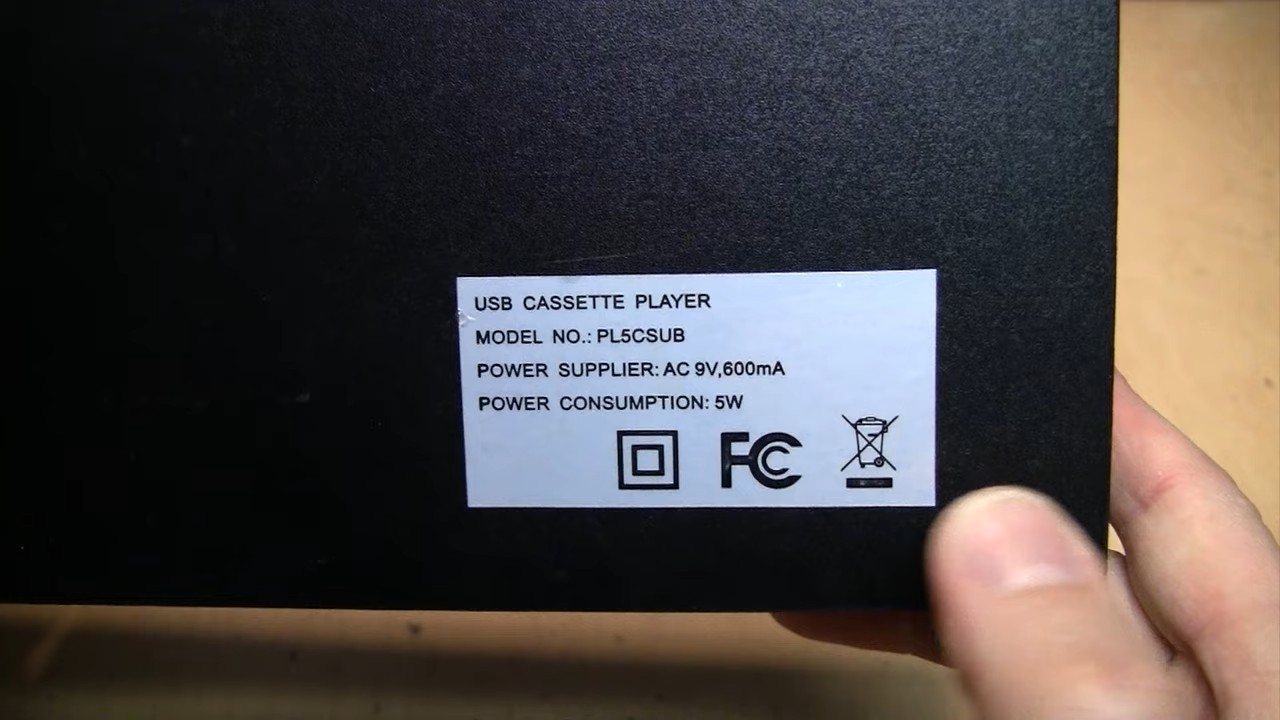 USB CASSETTE PLAYER
MODEL NO.: PL5CSUB
POWER SUPPLIER: AC 9V,600mA
POWER CONSUMPTION: 5W
FC